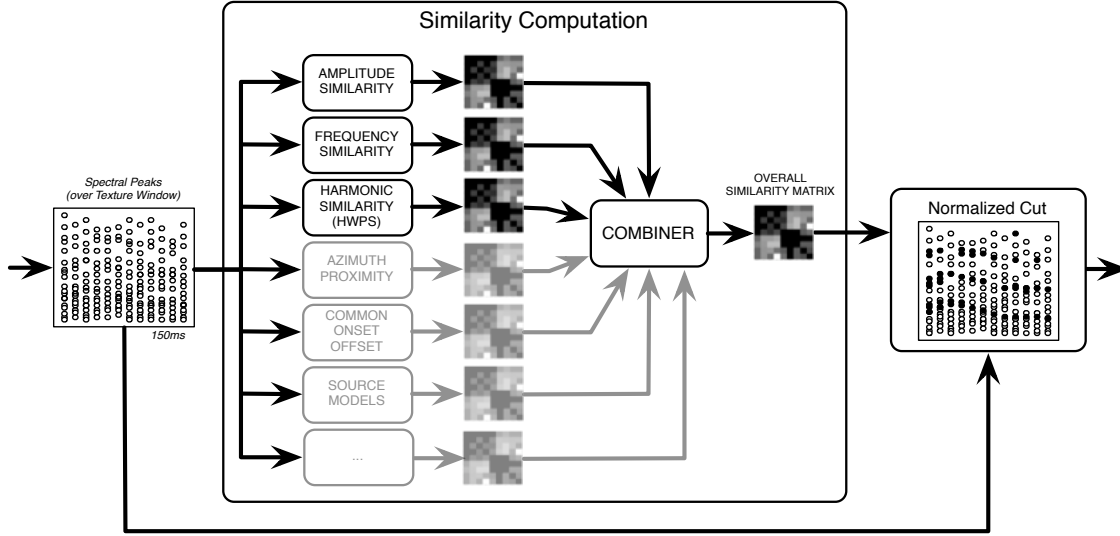 Similarity Computation
AMPLITUDE
SIMILARITY
FREQUENCY
SIMILARITY
HARMONIC
SIMILARITY
(HWPS)
AZIMUTH
PROXIMITY
COMMON
ONSET
OFFSET
SOURCE
MODELS
...
Spectral Peaks
(over Texture Window)
150ms
COMBINER
OVERALL
SIMILARITY MATRIX
Normalized Cut